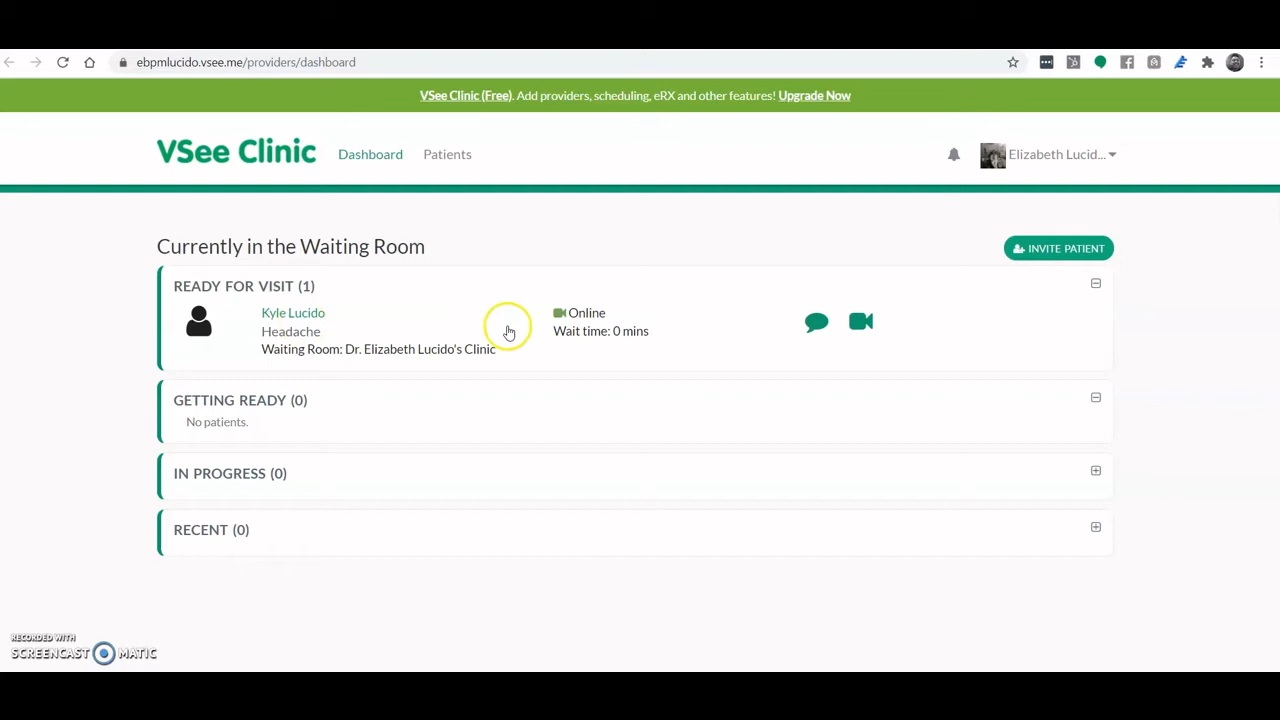 ebpmlucido.vsee.me/providers/dashboard
VSee Clinic (Free). Add providers, scheduling, eRX and other features! Upgrade Now
VSee Clinic
Dashboard
Patients
Elizabeth Lucid...
Currently in the Waiting Room
INVITE PATIENT
READY FOR VISIT (1)
Kyle Lucido
Online
Headache
Wait time: 0 mins
Waiting Room: Dr. Elizabeth Lucido's Clinic
GETTING READY (0)
No patients.
IN PROGRESS (0)
RECENT (0)
RECORDED WITH
SCREENCAST MATIC